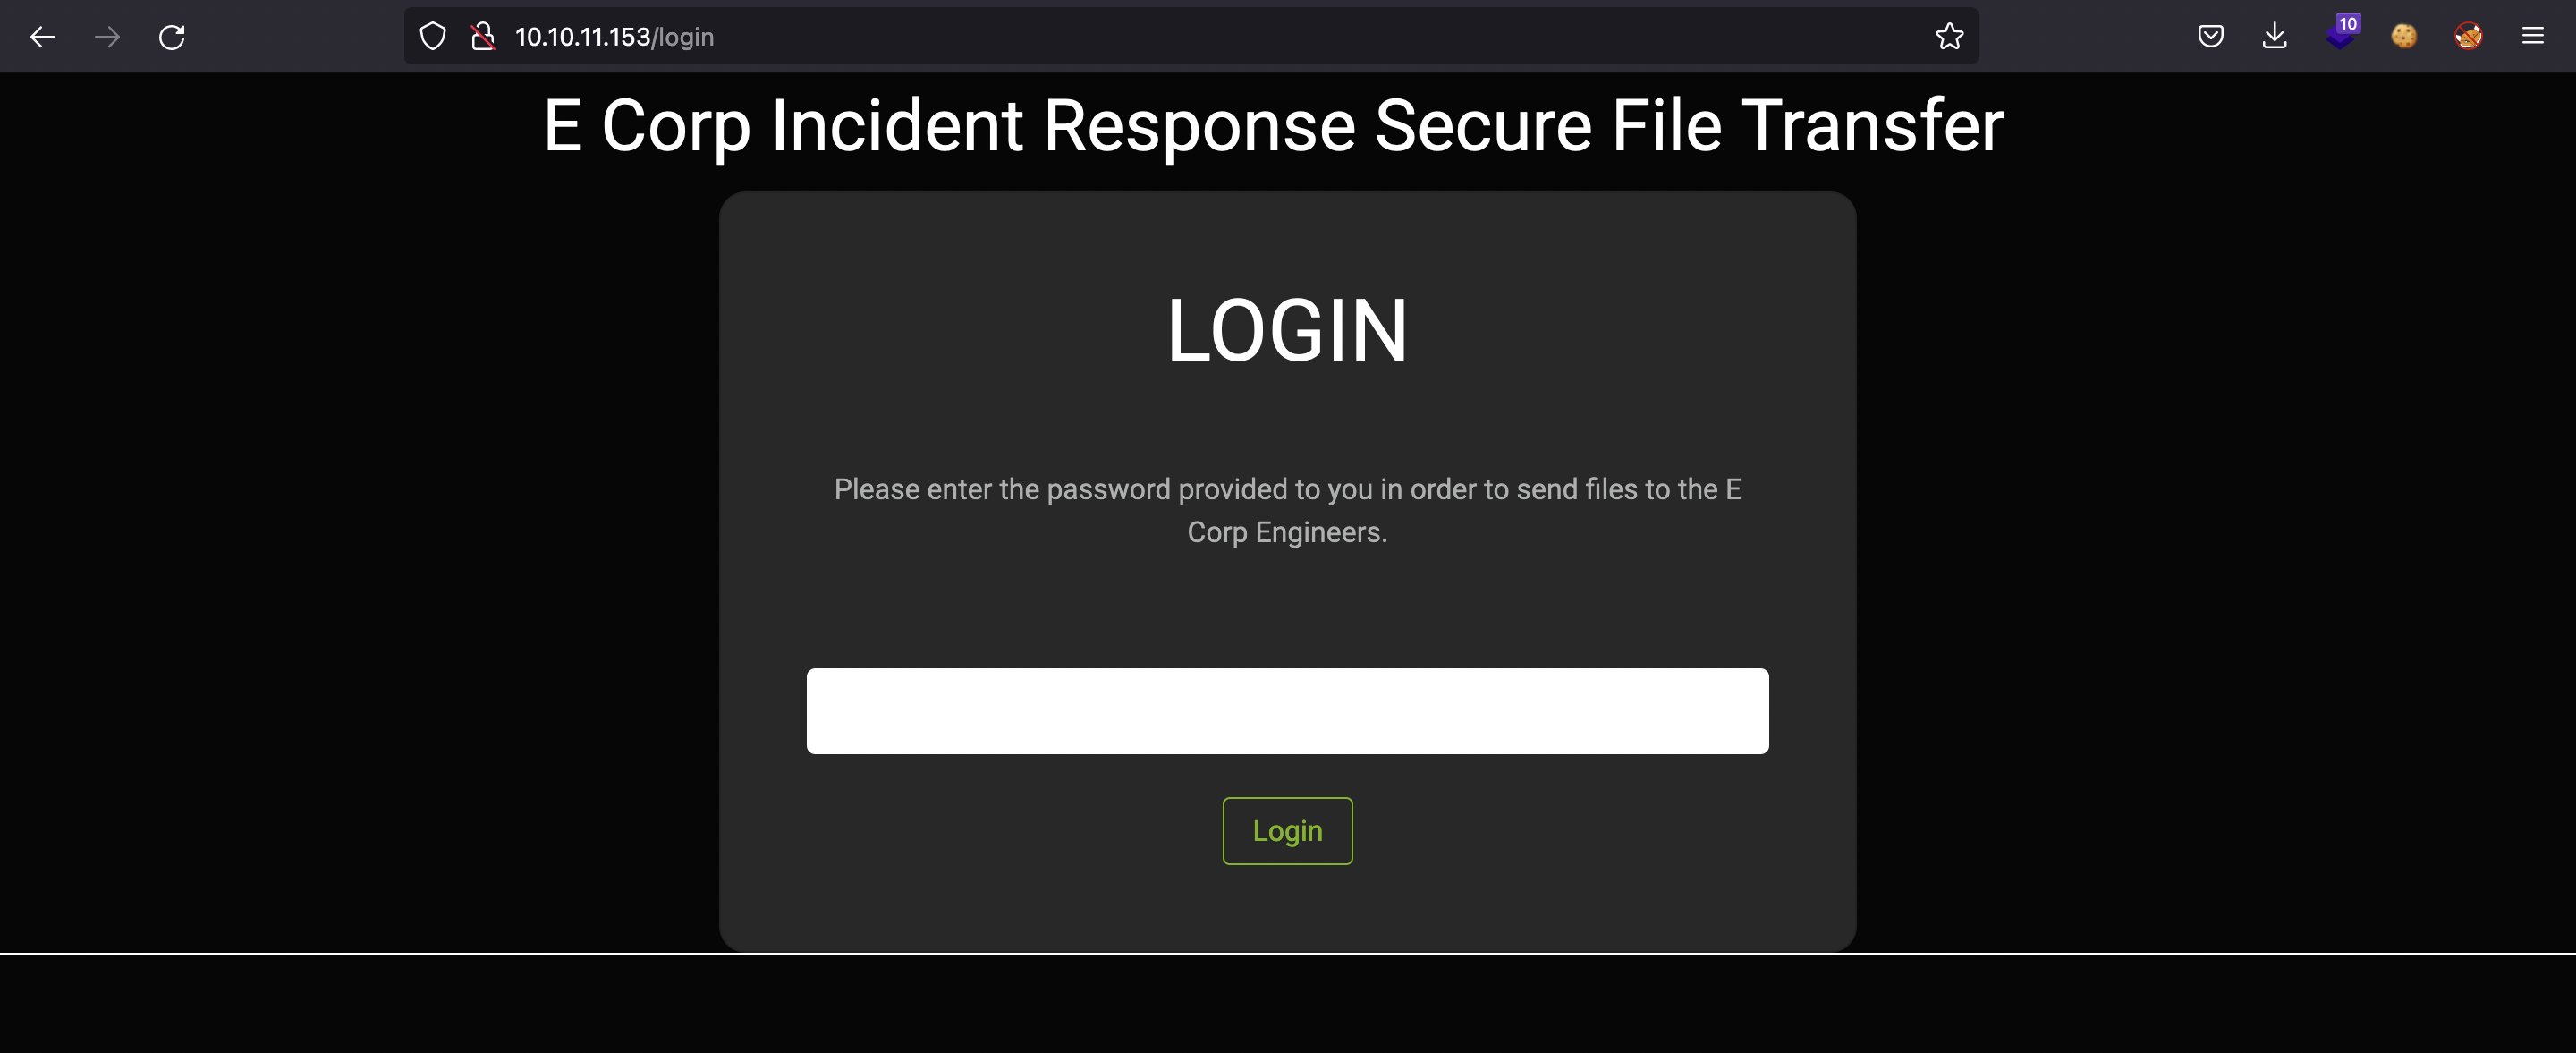 10.10.11.153/login
10
E Corp Incident Response Secure File Transfer
LOGIN
Please enter the password provided to you in order to send files to the E
Corp Engineers.
Login